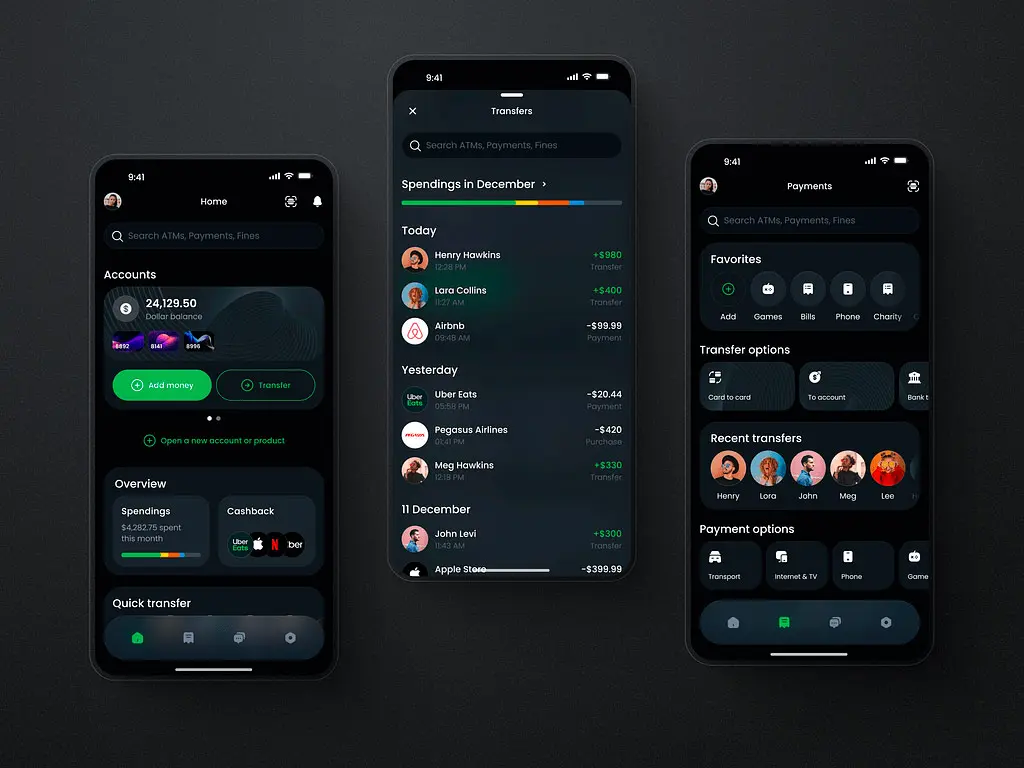 9:41
Home
Search ATMs, Payments, Fines
Accounts
24,129.50
Dollar balance
6892
8141
8996
Add money
Transfer
Open a new account or product
Overview
Spendings
$4,282.75 spent
this month
Cashback
Uber
Eats
N
ber
Quick transfer
9:41
Transfers
Search ATMs, Payments, Fines
Spendings in December
Today
Henry Hawkins
+$980
12:28 PM
Transfer
Lara Collins
+$400
11:27 AM
Transfer
Airbnb
-$99.99
09:48 AM
Payment
Yesterday
Uber
Eats
Uber Eats
-$20.44
05:58 PM
Payment
PEGASUS
Pegasus Airlines
-$420
01:41 PM
Purchase
Meg Hawkins
+$330
12:18 PM
Transfer
11 December
John Levi
+$300
11:43 AM
Transfer
Apple Store
-$399.99
9:41
Payments
Search ATMs, Payments, Fines
Favorites
Add
Games
Bills
Phone
Charity
Transfer options
Card to card
To account
Bank t
Recent transfers
Henry
Lora
John
Meg
Lee
Payment options
Transport
Internet & TV
Phone
Game